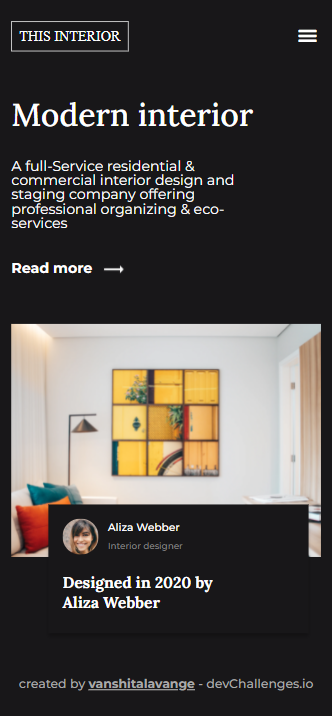 THIS INTERIOR
Modern interior
A full-Service residential &
commercial interior design and
staging company offering
professional organizing & eco-
services
Read more
Aliza Webber
Interior designer
Designed in 2020 by
Aliza Webber
created by vanshitalavange - devChallenges.io